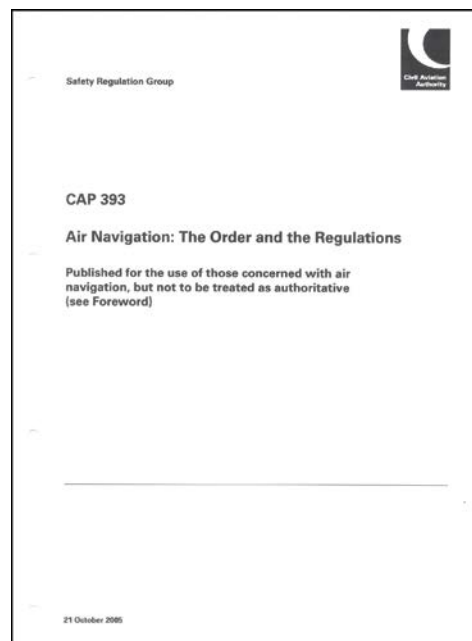 Civil Aviation
Authority
Safety Regulation Group
CAP 393
Air Navigation: The Order and the Regulations
Published for the use of those concerned with air
navigation, but not to be treated as authoritative
(see Foreword)
21 October 2005